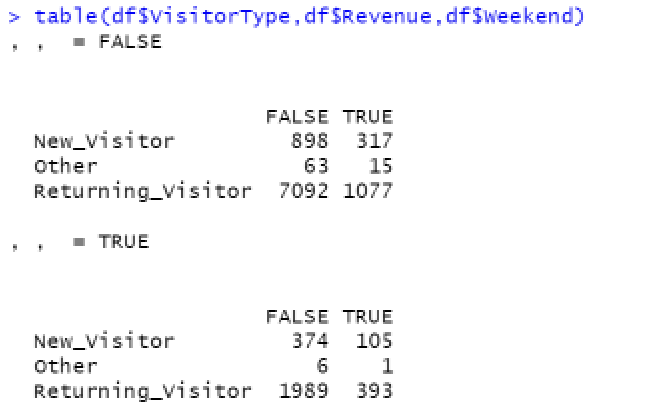 > table(df$VisitorType,df$Revenue,df$Weekend)
, ,  = FALSE
FALSE TRUE
New_Visitor 898 317
Other 63 15
Returning_Visitor 7092 1077
, ,  = TRUE
FALSE TRUE
New_Visitor 374 105
Other 6 1
Returning_Visitor 1989 393